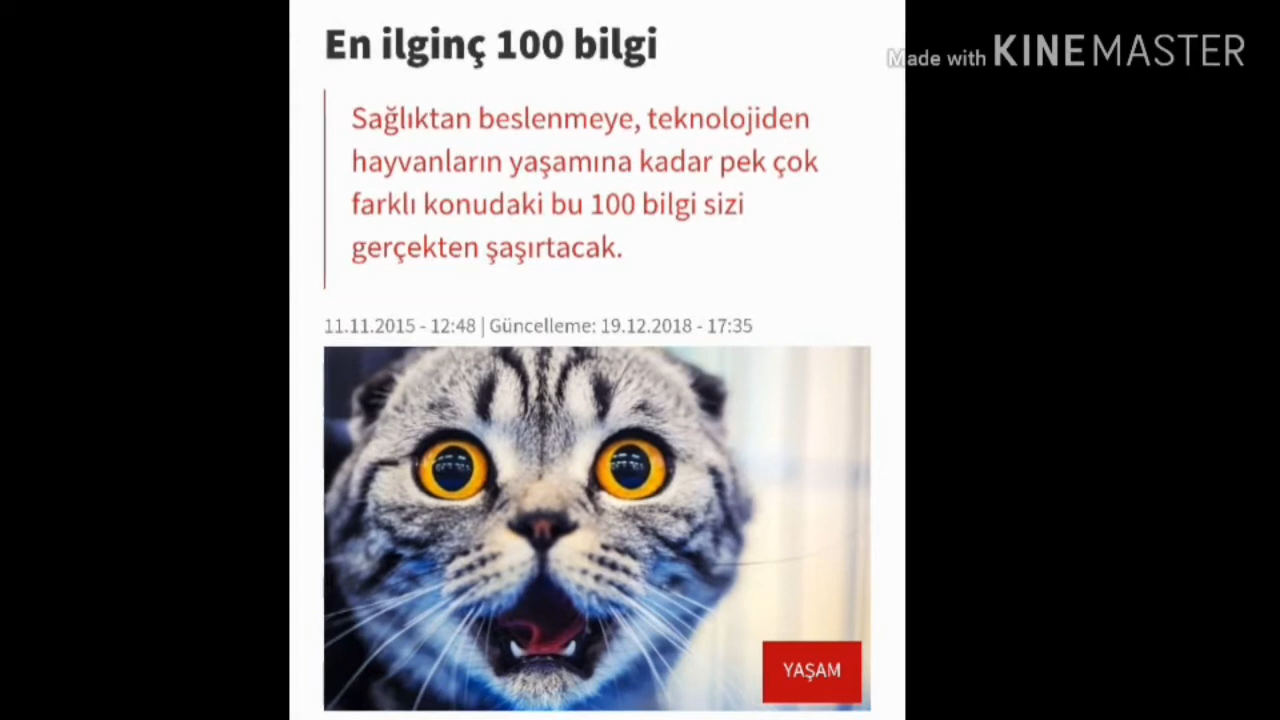 En ilginç 100 bilgi
Made with KINEMASTER
Sağlıktan beslenmeye, teknolojiden
hayvanların yaşamına kadar pek çok
farklı konudaki bu 100 bilgi sizi
gerçekten şaşırtacak.
11.11.2015 - 12:48 | Güncelleme: 19.12.2018 - 17:35
YAŞAM